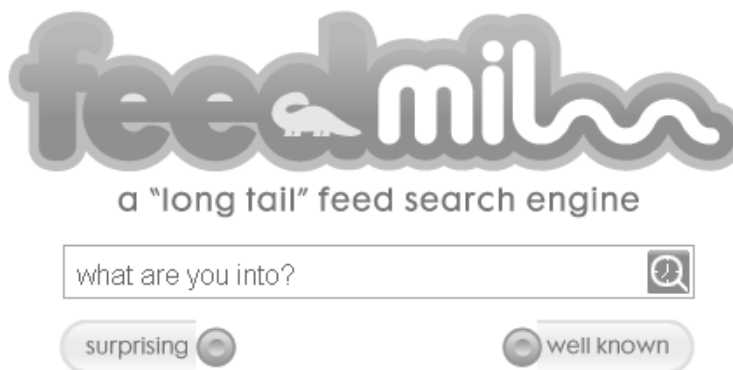 feedmil
a "long tail" feed search engine
what are you into?
surprising
well known